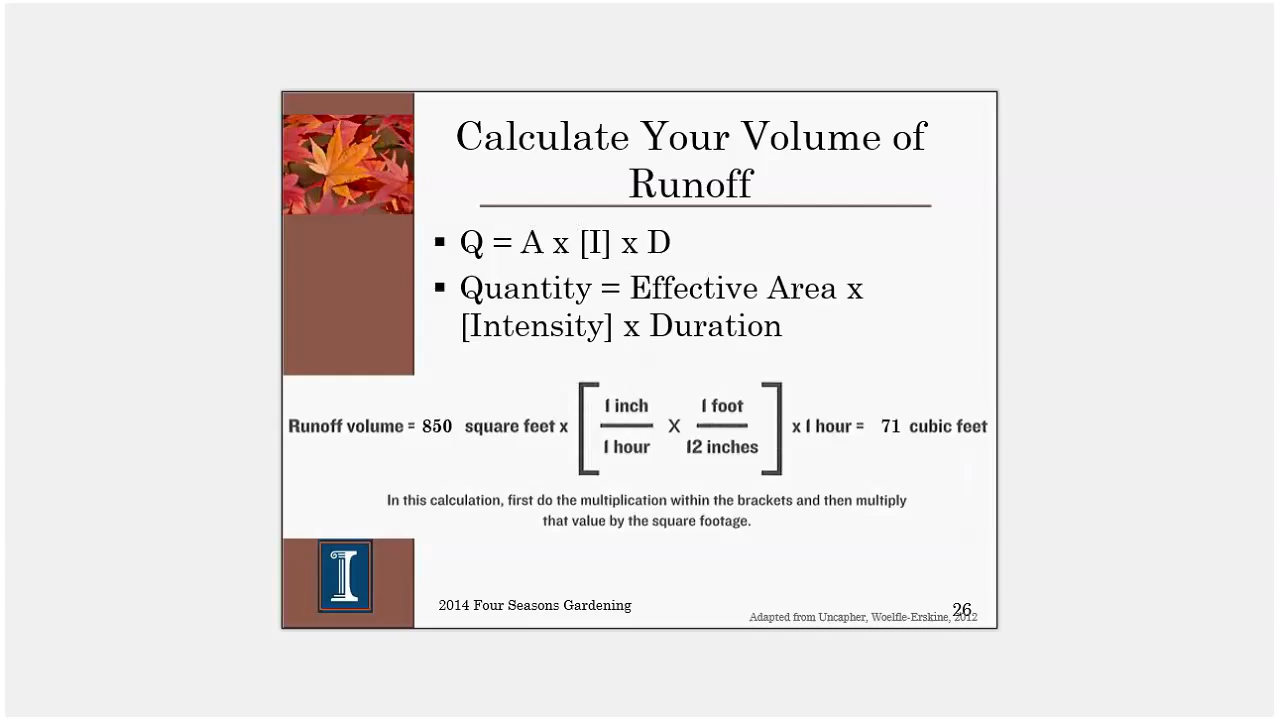 Calculate Your Volume of
Runoff
▪ Q = A x [I] x D
▪ Quantity = Effective Area x
[Intensity] x Duration
Runoff volume = 850 square feet x [ 1 inch / 1 hour X 1 foot / 12 inches ] x 1 hour = 71 cubic feet
In this calculation, first do the multiplication within the brackets and then multiply
that value by the square footage.
I
2014 Four Seasons Gardening
26
Adapted from Uncapher, Woelfle-Erskine, 2012